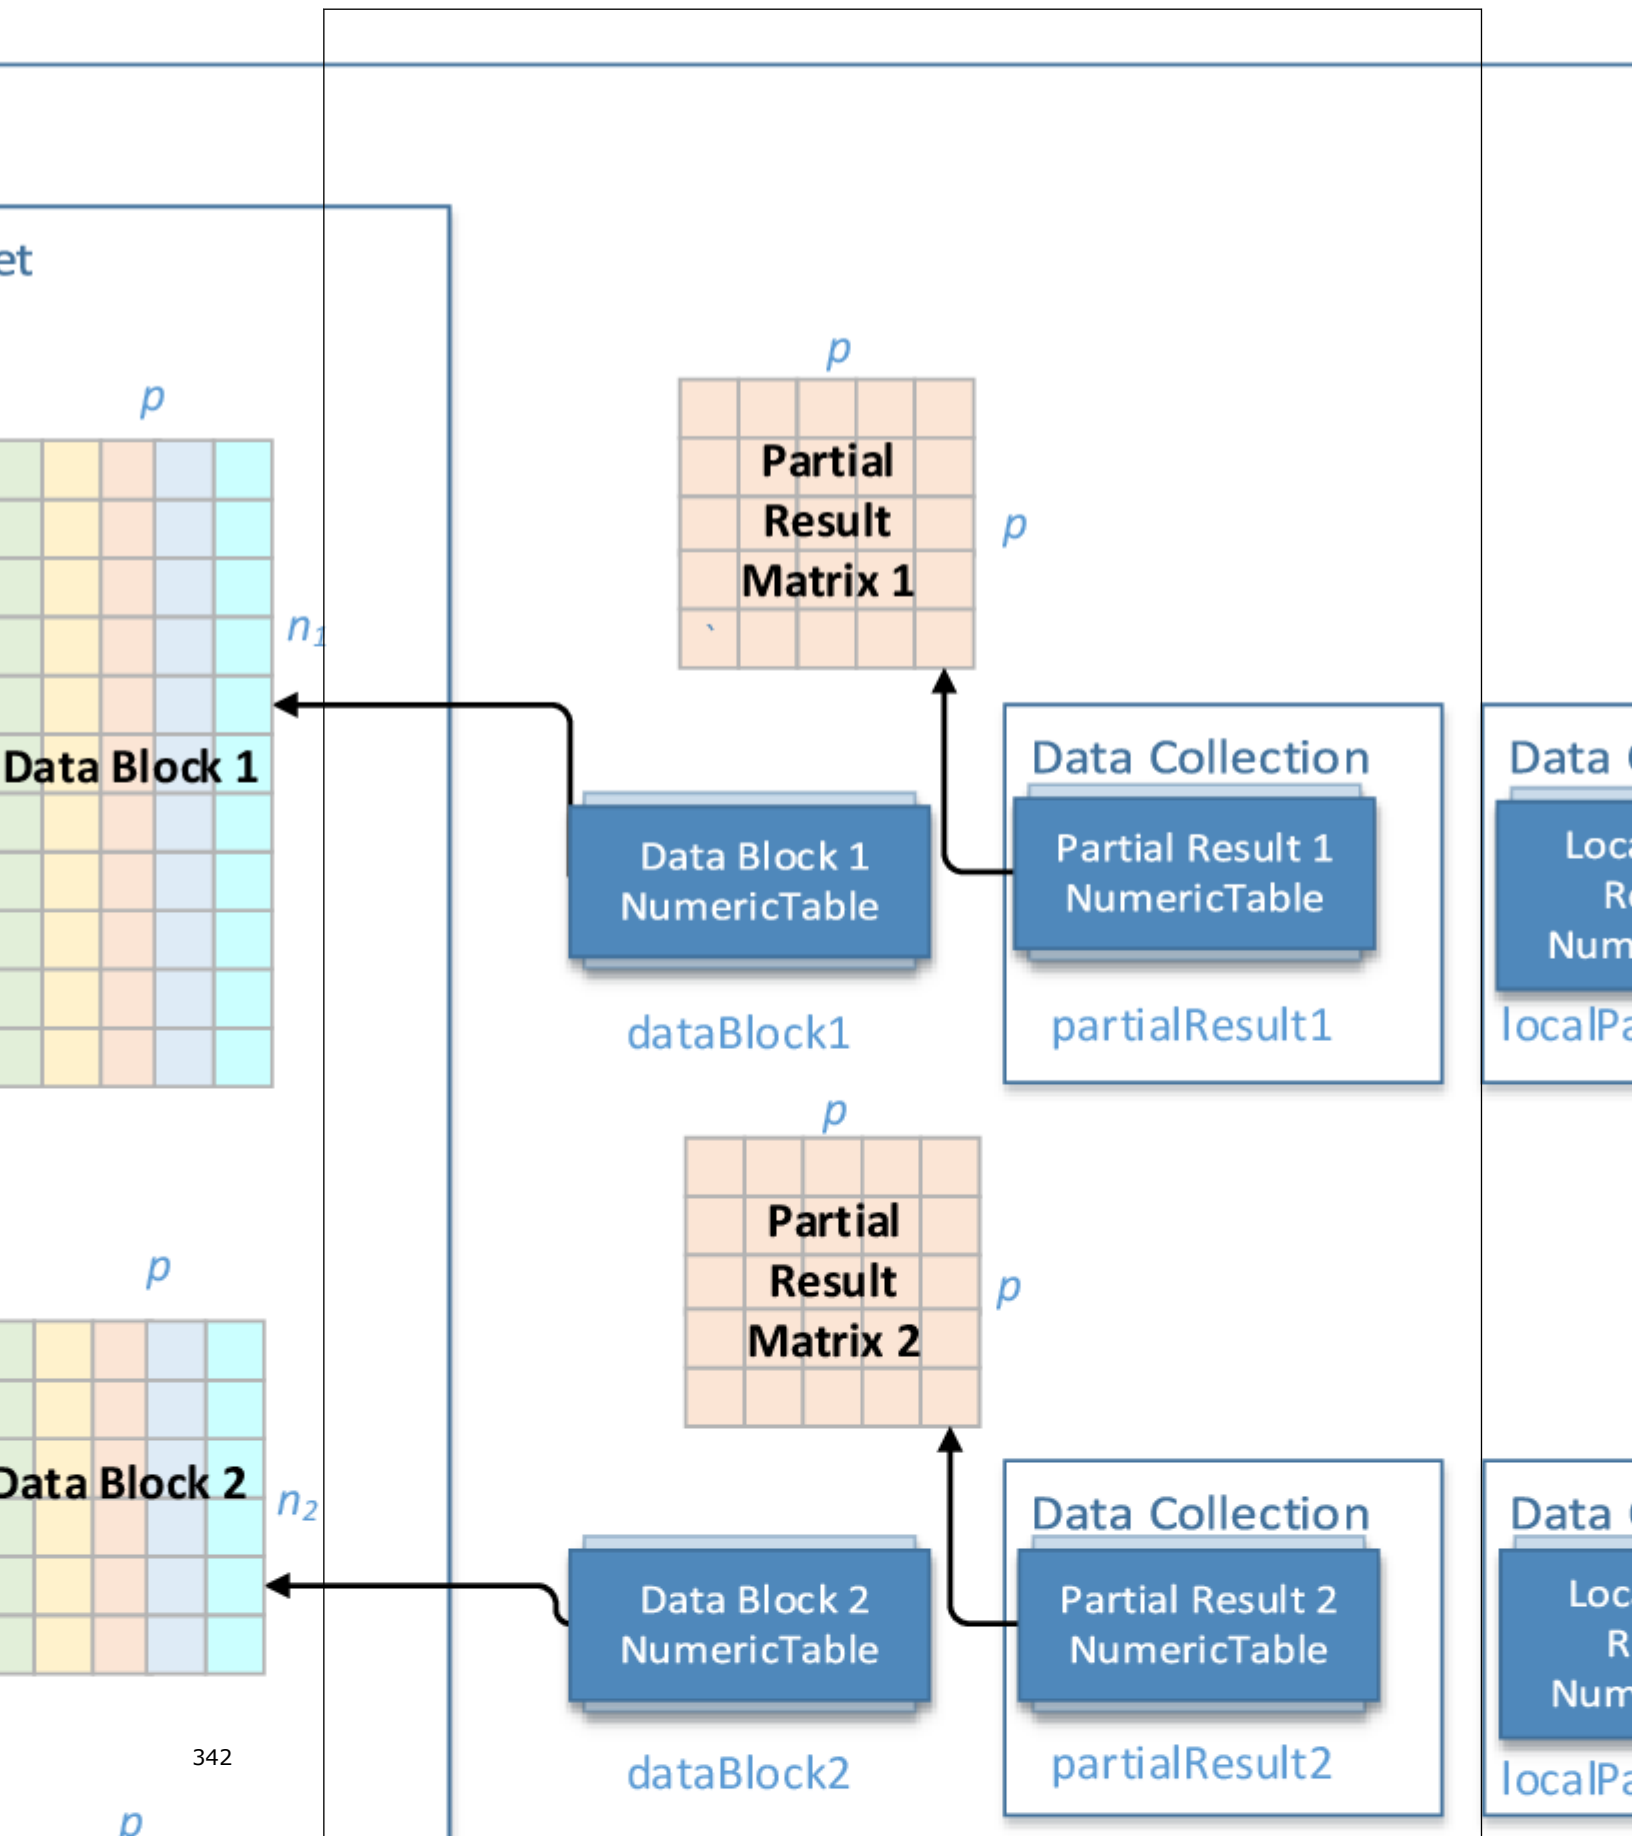 et
p
p
Partial
Result
Matrix 1
p
`
n1
Data Block 1
Data Collection
Data
Data Block 1
NumericTable
Partial Result 1
NumericTable
dataBlock1
partialResult1
p
Partial
Result
Matrix 2
p
p
Data Block 2
n2
Data Collection
Data
Data Block 2
NumericTable
Partial Result 2
NumericTable
dataBlock2
partialResult2
342
p